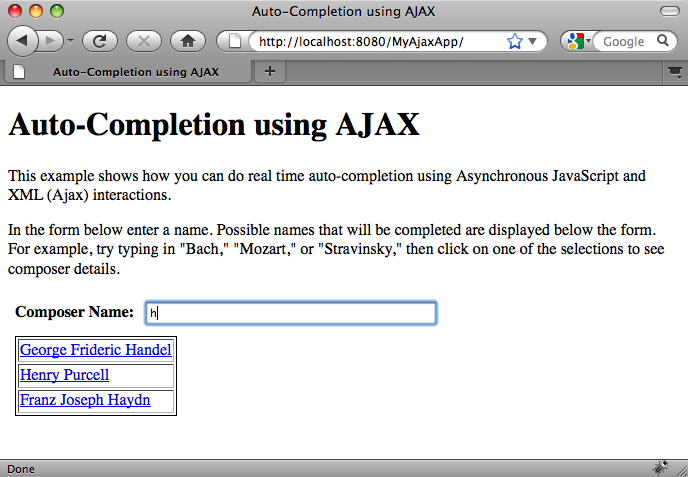 Auto-Completion using AJAX
http://localhost:8080/MyAjaxApp/
Google
Auto-Completion using AJAX
Auto-Completion using AJAX
This example shows how you can do real time auto-completion using Asynchronous JavaScript and
XML (Ajax) interactions.
In the form below enter a name. Possible names that will be completed are displayed below the form.
For example, try typing in "Bach," "Mozart," or "Stravinsky," then click on one of the selections to see
composer details.
Composer Name: h
George Frideric Handel
Henry Purcell
Franz Joseph Haydn
Done